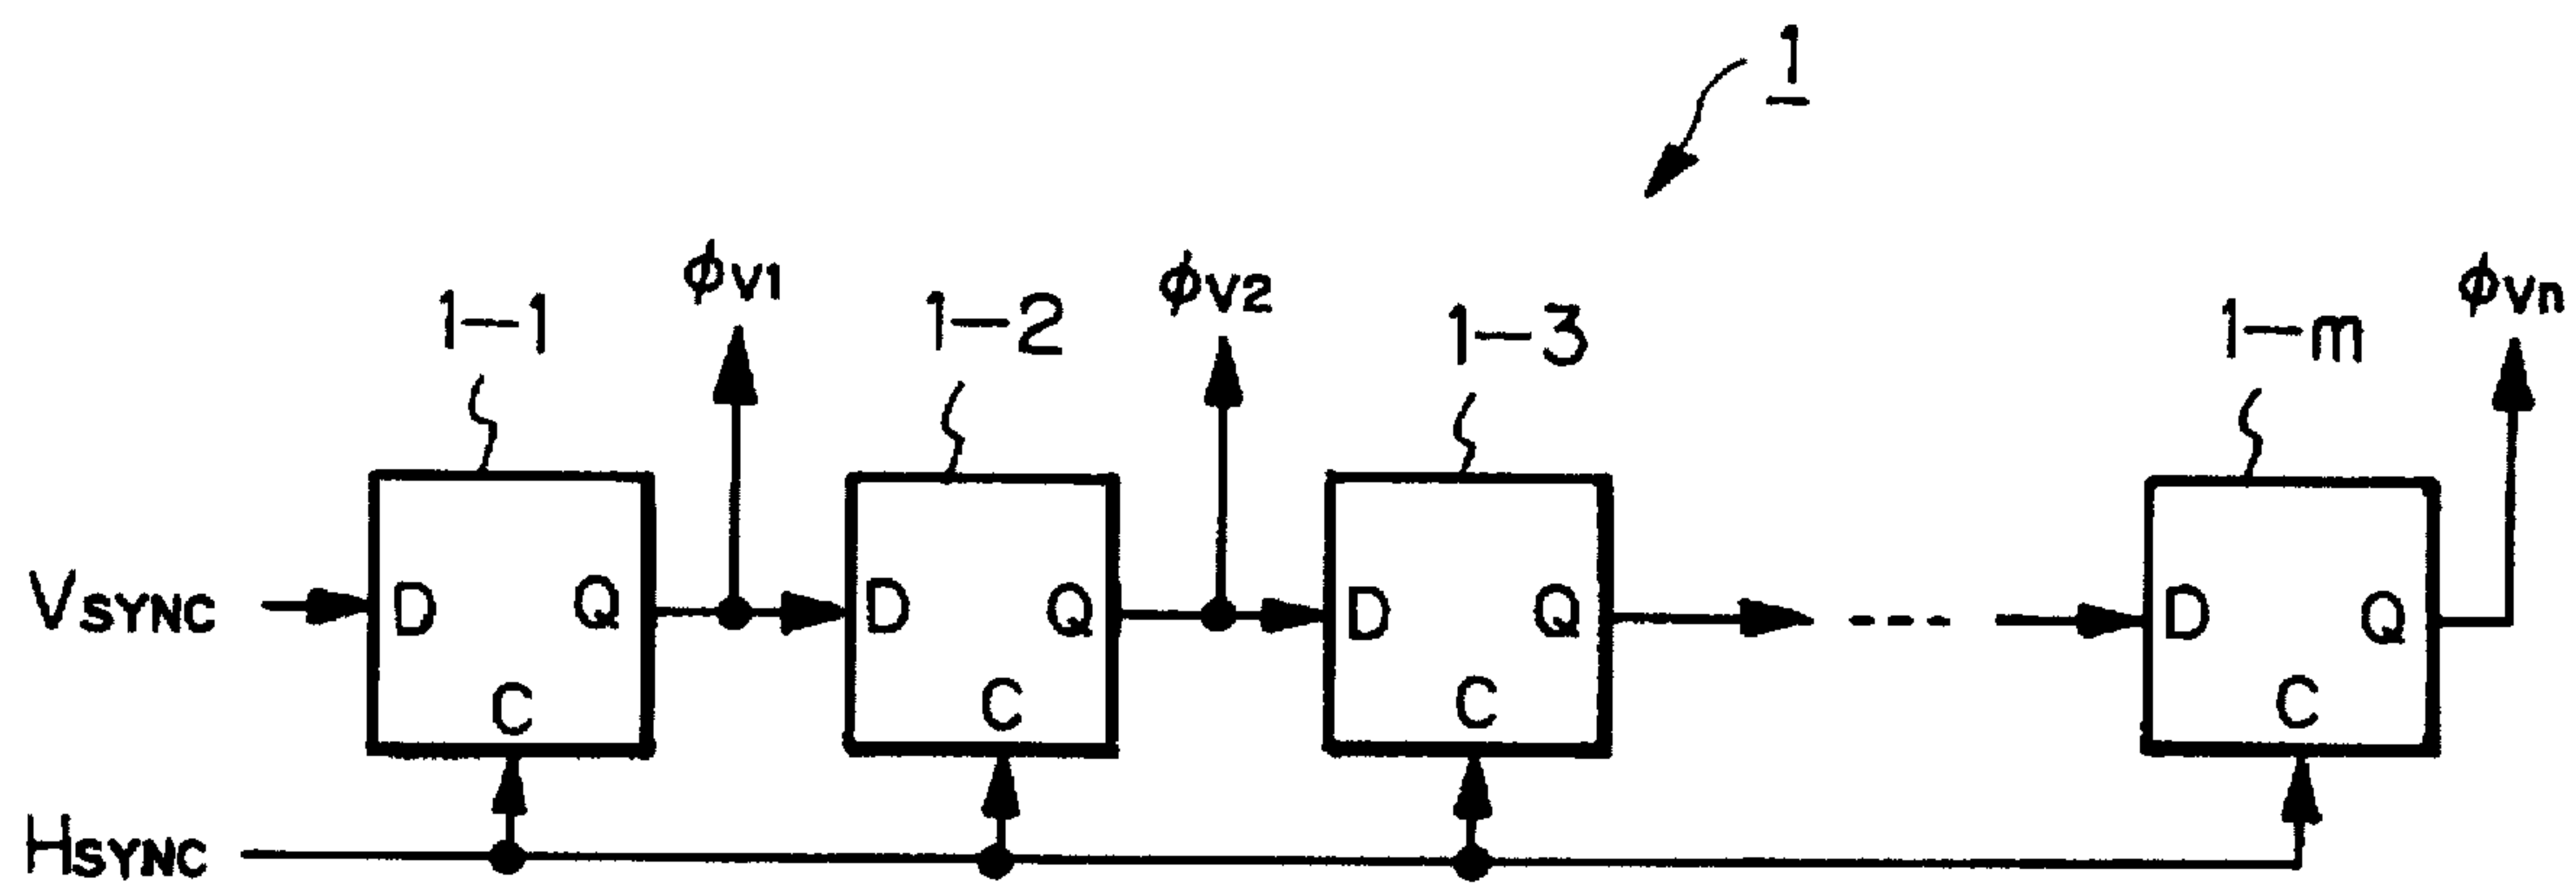 1
ϕV1
ϕV2
ϕVn
1-1
1-2
1-3
1-m
VSYNC
D Q
D Q
D Q
---
D Q
C
C
C
C
HSYNC